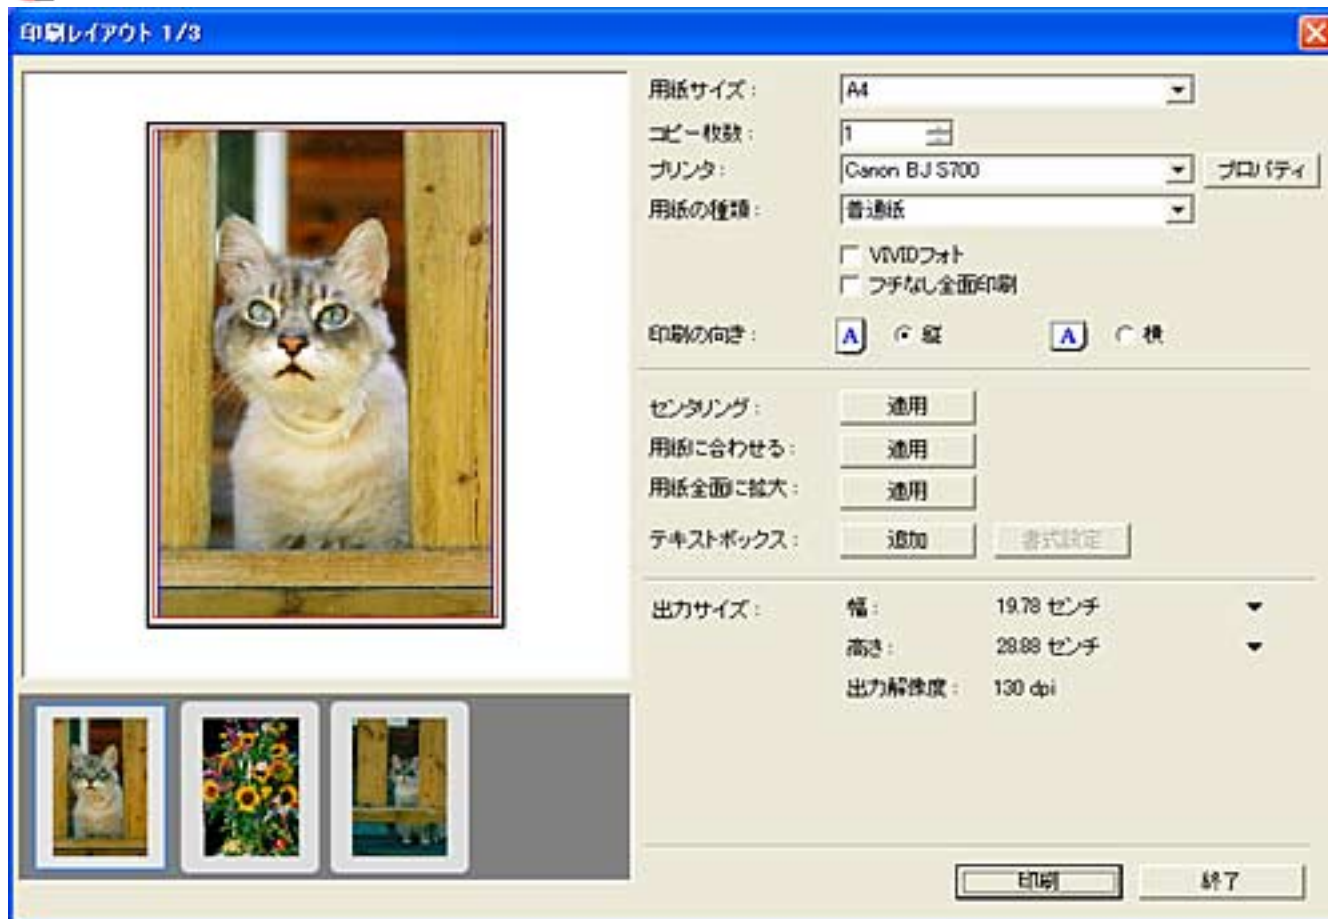 印刷レイアウト 1/3
用紙サイズ： A4
コピー枚数： 1
プリンタ： Canon BJ S700 プロパティ
用紙の種類： 普通紙
VIVIDフォト
フチなし全面印刷
印刷の向き： A 縦 A 横
センタリング： 適用
用紙に合わせる： 適用
用紙全面に拡大： 適用
テキストボックス： 追加 書式設定
出力サイズ： 幅： 19.78 センチ
高さ： 28.88 センチ
出力解像度： 130 dpi
印刷 終了